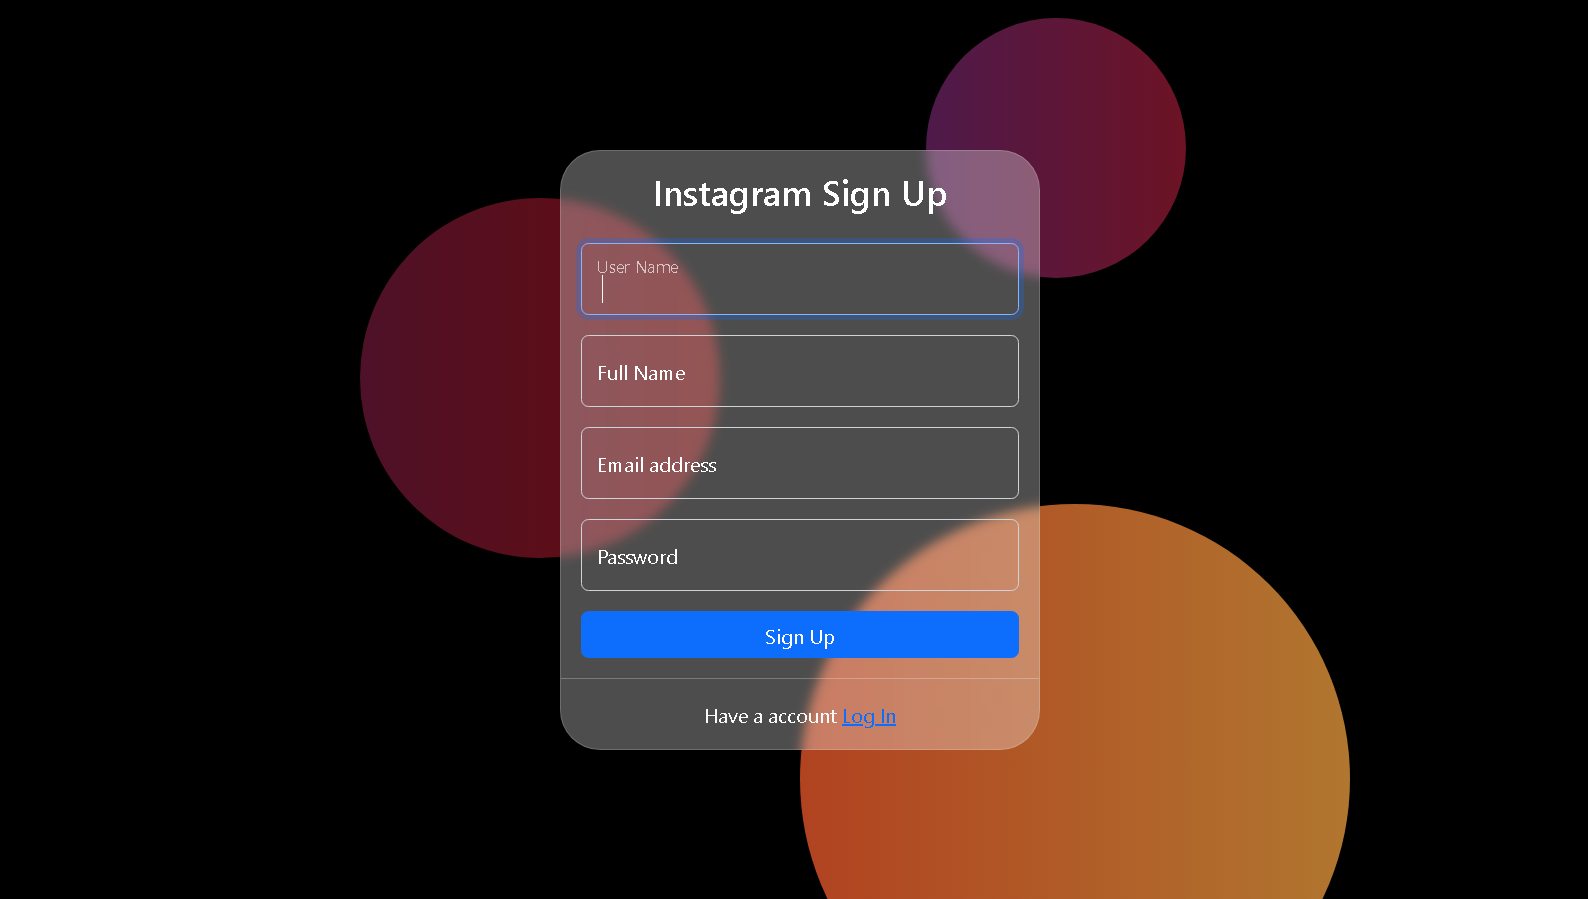 Instagram Sign Up
User Name
Full Name
Email address
Password
Sign Up
Have a account Log In